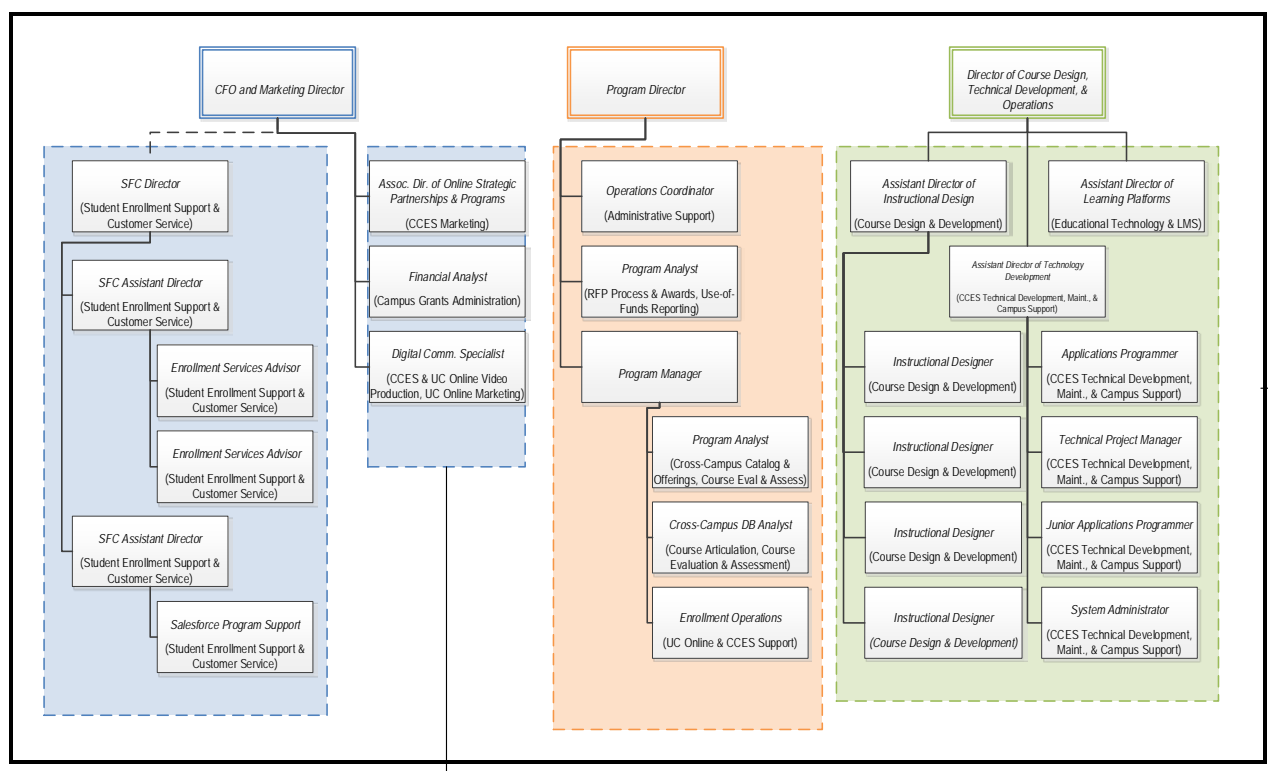 CFO and Marketing Director
Program Director
Director of Course Design,
Technical Development, &
Operations
SFC Director
(Student Enrollment Support &
Customer Service)
SFC Assistant Director
(Student Enrollment Support &
Customer Service)
Enrollment Services Advisor
(Student Enrollment Support &
Customer Service)
Enrollment Services Advisor
(Student Enrollment Support &
Customer Service)
SFC Assistant Director
(Student Enrollment Support &
Customer Service)
Salesforce Program Support
(Student Enrollment Support &
Customer Service)
Assoc. Dir. of Online Strategic
Partnerships & Programs
(CCES Marketing)
Financial Analyst
(Campus Grants Administration)
Digital Comm. Specialist
(CCES & UC Online Video
Production, UC Online Marketing)
Operations Coordinator
(Administrative Support)
Program Analyst
(RFP Process & Awards, Use-of-
Funds Reporting)
Program Manager
Program Analyst
(Cross-Campus Catalog &
Offerings, Course Eval & Assess)
Cross-Campus DB Analyst
(Course Articulation, Course
Evaluation & Assessment)
Enrollment Operations
(UC Online & CCES Support)
Assistant Director of
Instructional Design
(Course Design & Development)
Assistant Director of
Learning Platforms
(Educational Technology & LMS)
Assistant Director of Technology
Development
(CCES Technical Development, Maint., &
Campus Support)
Instructional Designer
(Course Design & Development)
Instructional Designer
(Course Design & Development)
Instructional Designer
(Course Design & Development)
Instructional Designer
(Course Design & Development)
Applications Programmer
(CCES Technical Development,
Maint., & Campus Support)
Technical Project Manager
(CCES Technical Development,
Maint., & Campus Support)
Junior Applications Programmer
(CCES Technical Development,
Maint., & Campus Support)
System Administrator
(CCES Technical Development,
Maint., & Campus Support)